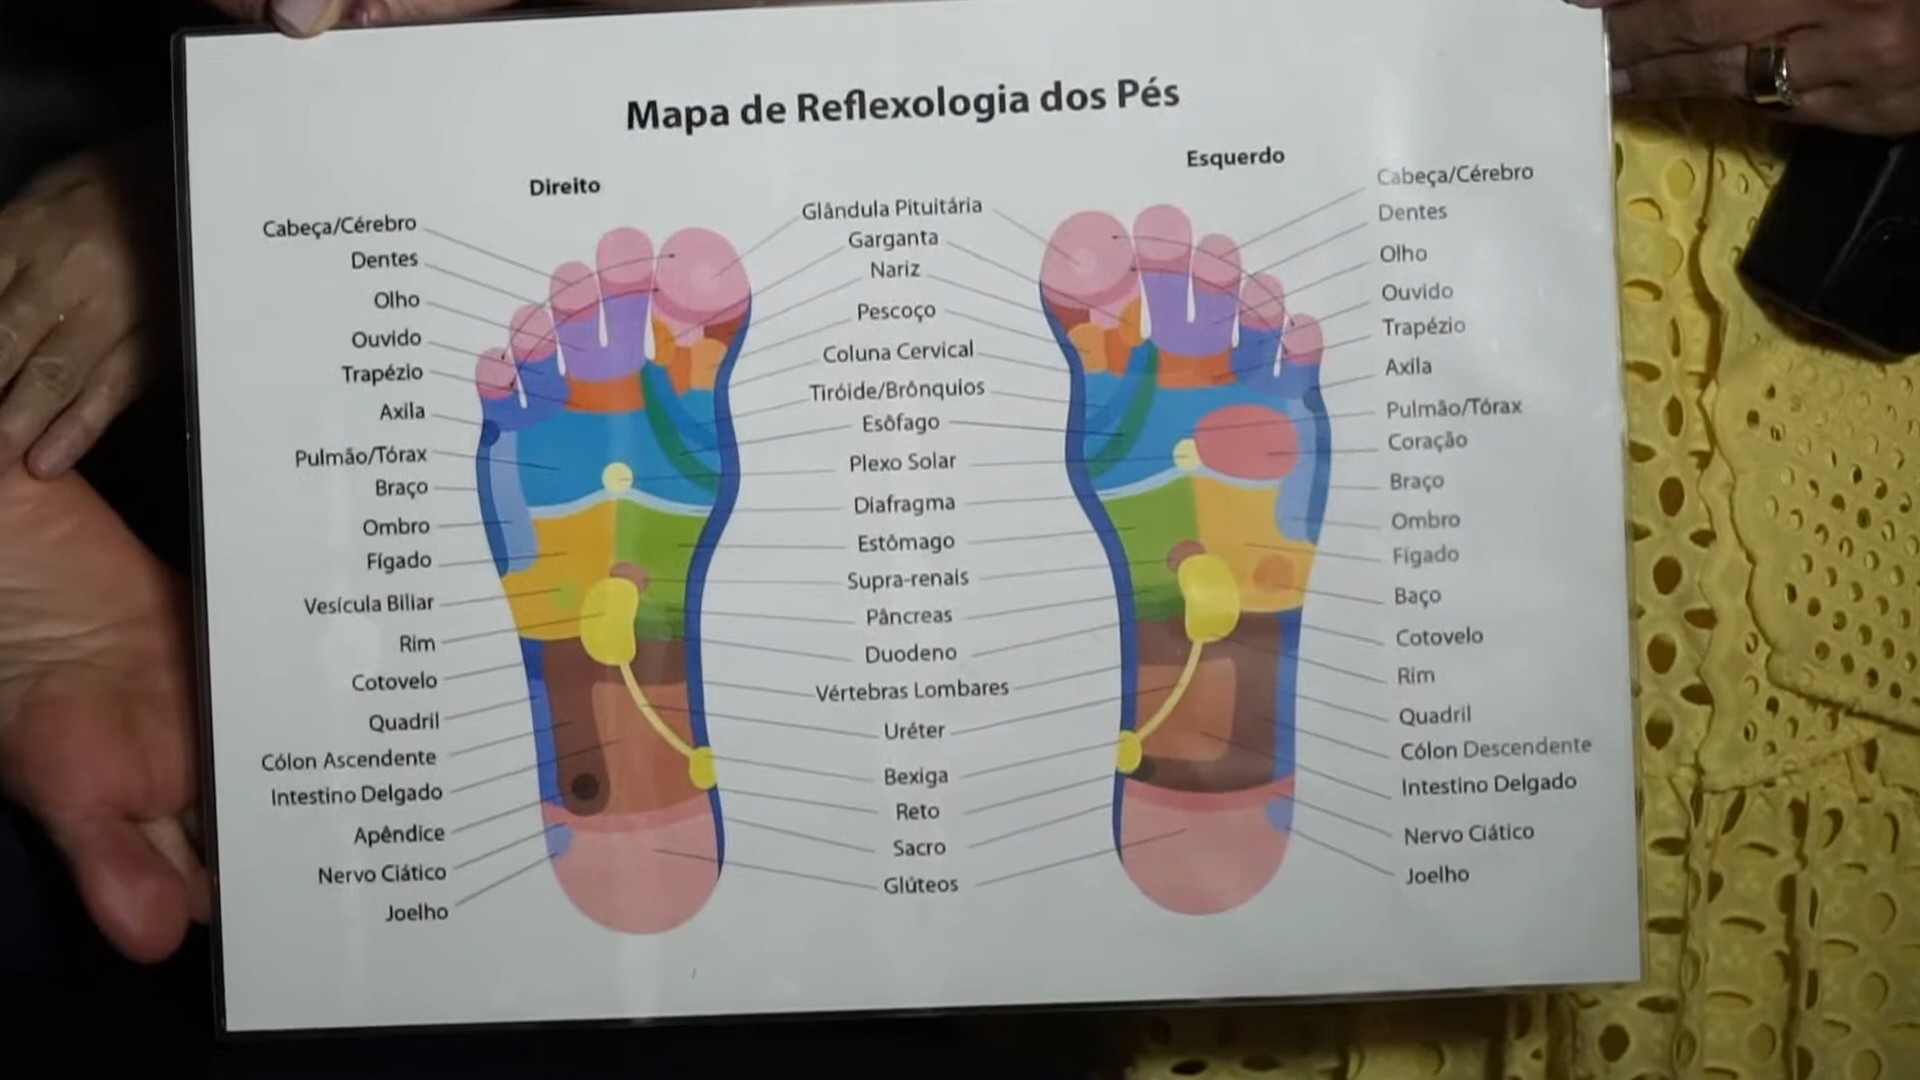 Mapa de Reflexologia dos Pés
Direito
Esquerdo
Cabeça/Cérebro
Dentes
Olho
Ouvido
Trapézio
Axila
Pulmão/Tórax
Braço
Ombro
Fígado
Vesícula Biliar
Rim
Cotovelo
Quadril
Cólon Ascendente
Intestino Delgado
Apêndice
Nervo Ciático
Joelho
Glândula Pituitária
Garganta
Nariz
Pescoço
Coluna Cervical
Tiróide/Brônquios
Esôfago
Plexo Solar
Diafragma
Estômago
Supra-renais
Pâncreas
Duodeno
Vértebras Lombares
Uréter
Bexiga
Reto
Sacro
Glúteos
Cabeça/Cérebro
Dentes
Olho
Ouvido
Trapézio
Axila
Pulmão/Tórax
Coração
Braço
Ombro
Fígado
Baço
Cotovelo
Rim
Quadril
Cólon Descendente
Intestino Delgado
Nervo Ciático
Joelho